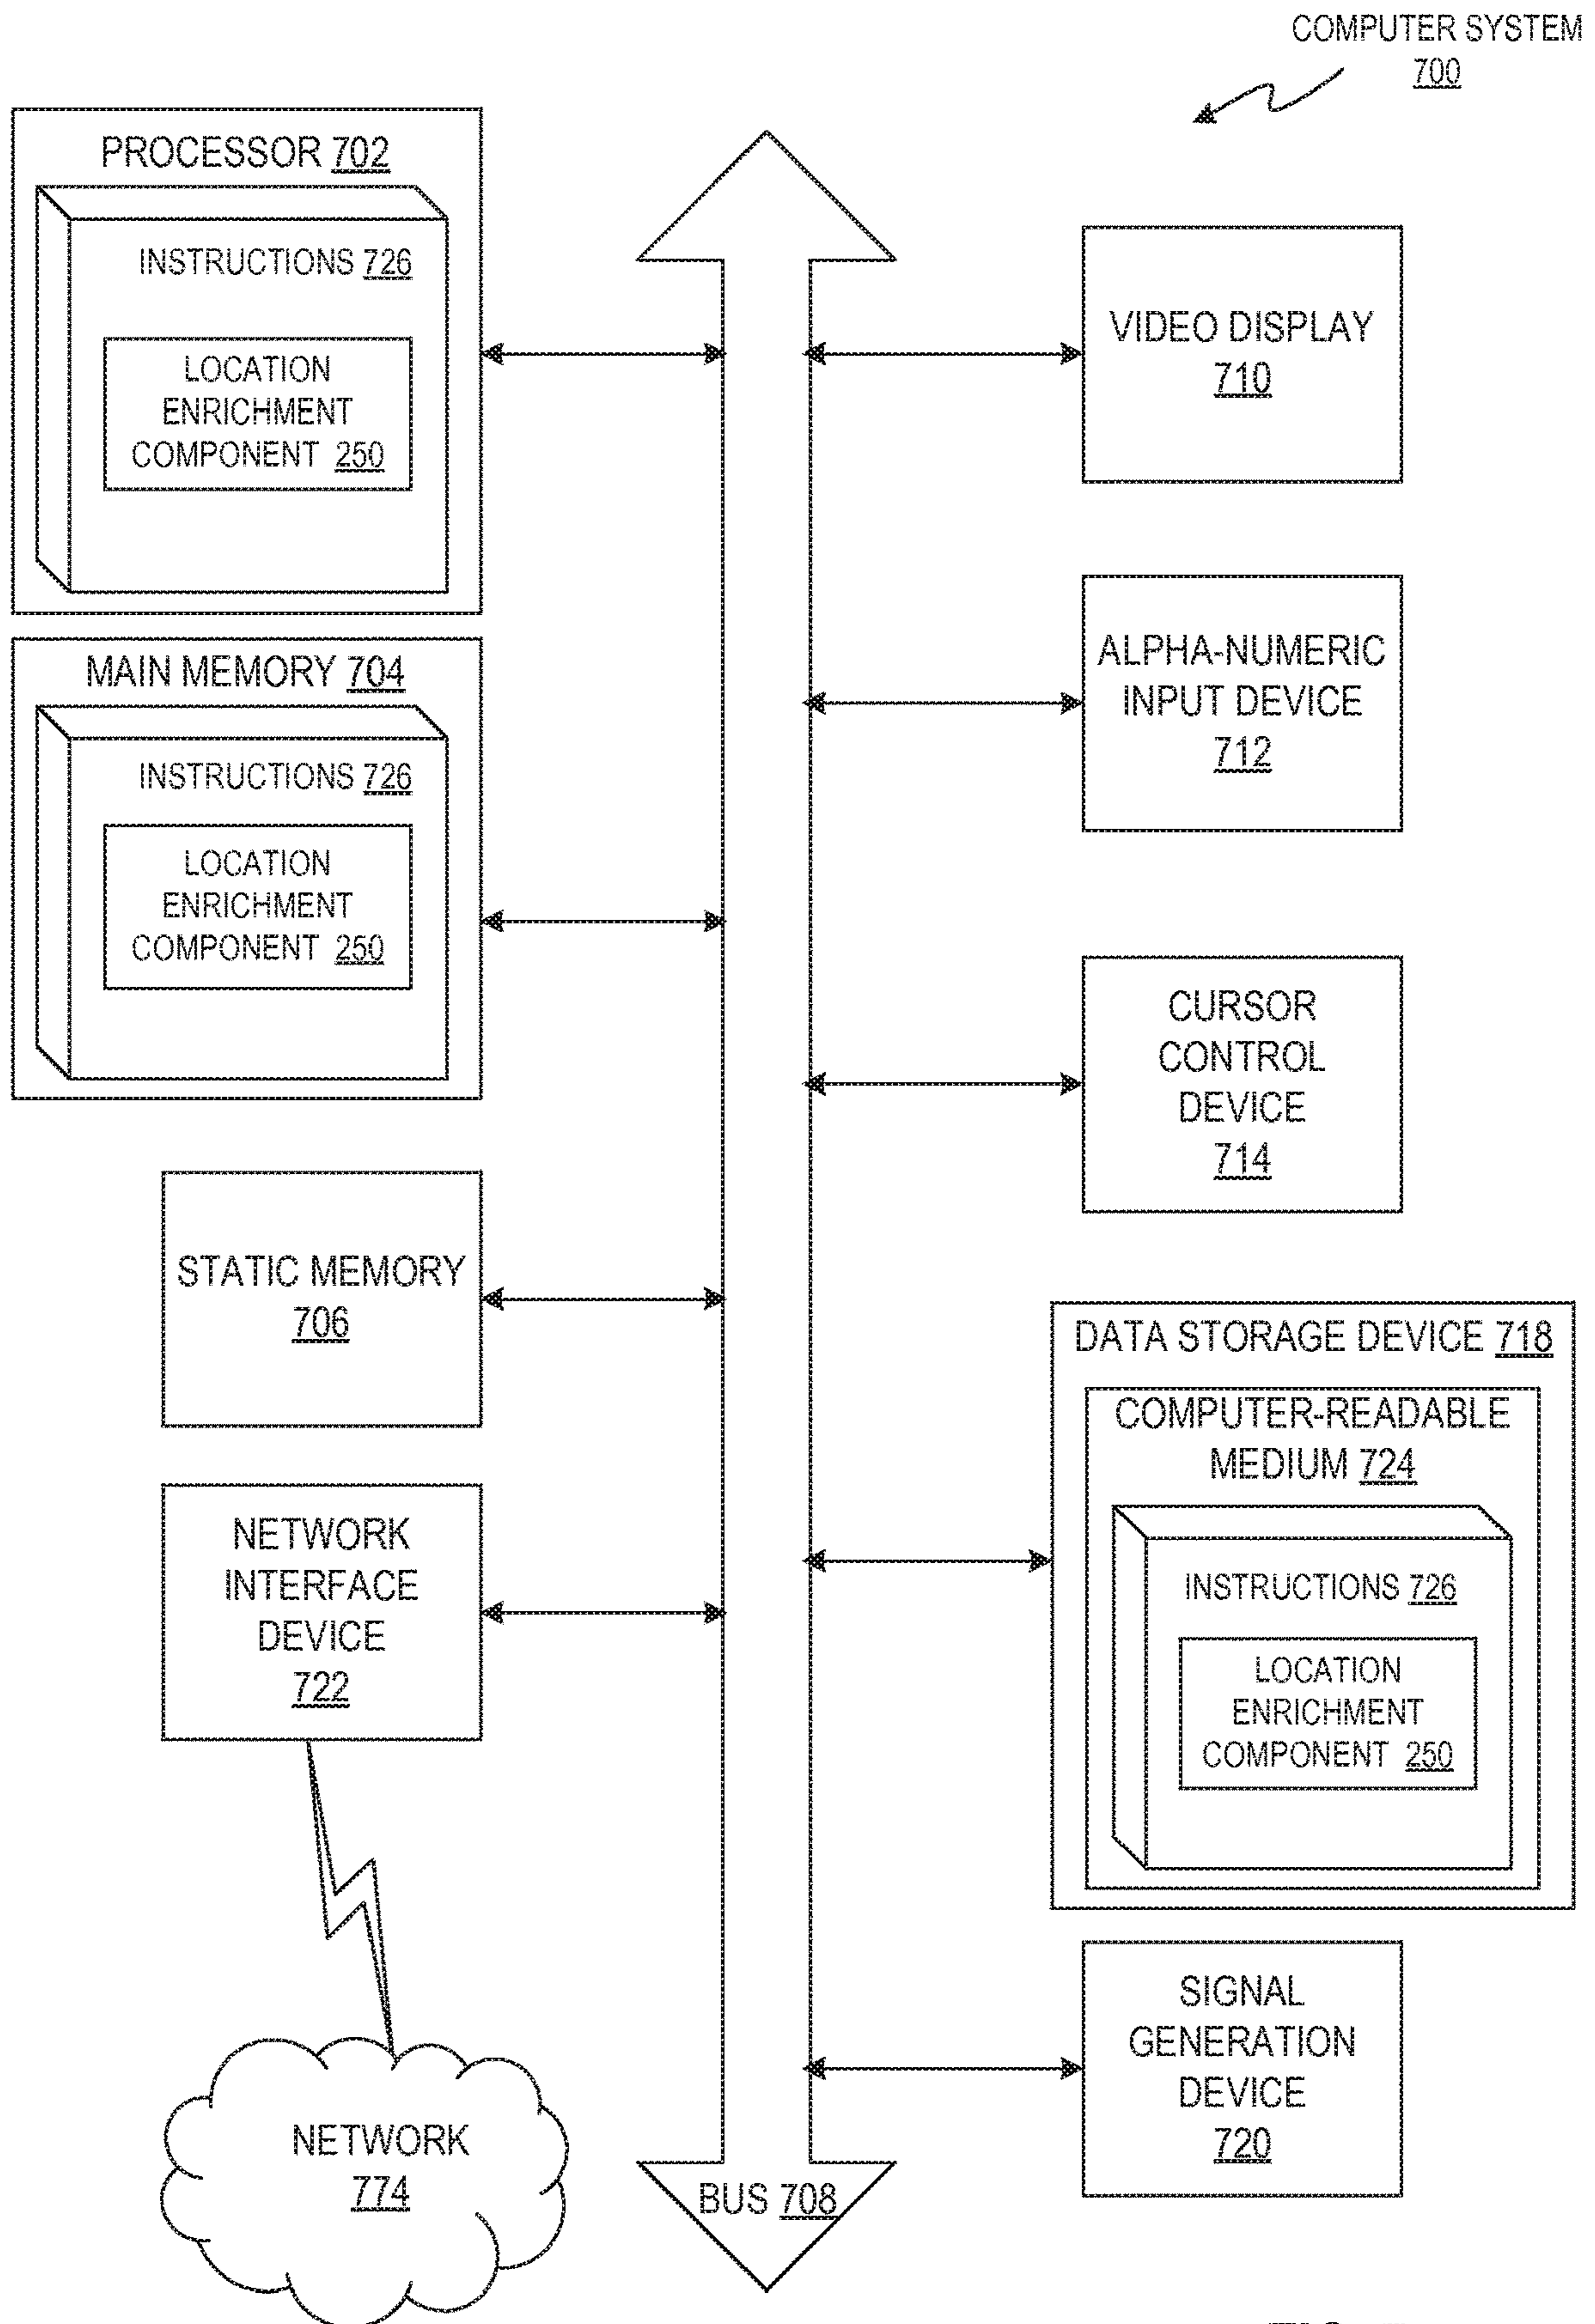 COMPUTER SYSTEM
700
PROCESSOR 702
INSTRUCTIONS 726
LOCATION
ENRICHMENT
COMPONENT 250
MAIN MEMORY 704
INSTRUCTIONS 726
LOCATION
ENRICHMENT
COMPONENT 250
STATIC MEMORY
706
NETWORK
INTERFACE
DEVICE
722
NETWORK
774
BUS 708
VIDEO DISPLAY
710
ALPHA-NUMERIC
INPUT DEVICE
712
CURSOR
CONTROL
DEVICE
714
DATA STORAGE DEVICE 718
COMPUTER-READABLE
MEDIUM 724
INSTRUCTIONS 726
LOCATION
ENRICHMENT
COMPONENT 250
SIGNAL
GENERATION
DEVICE
720